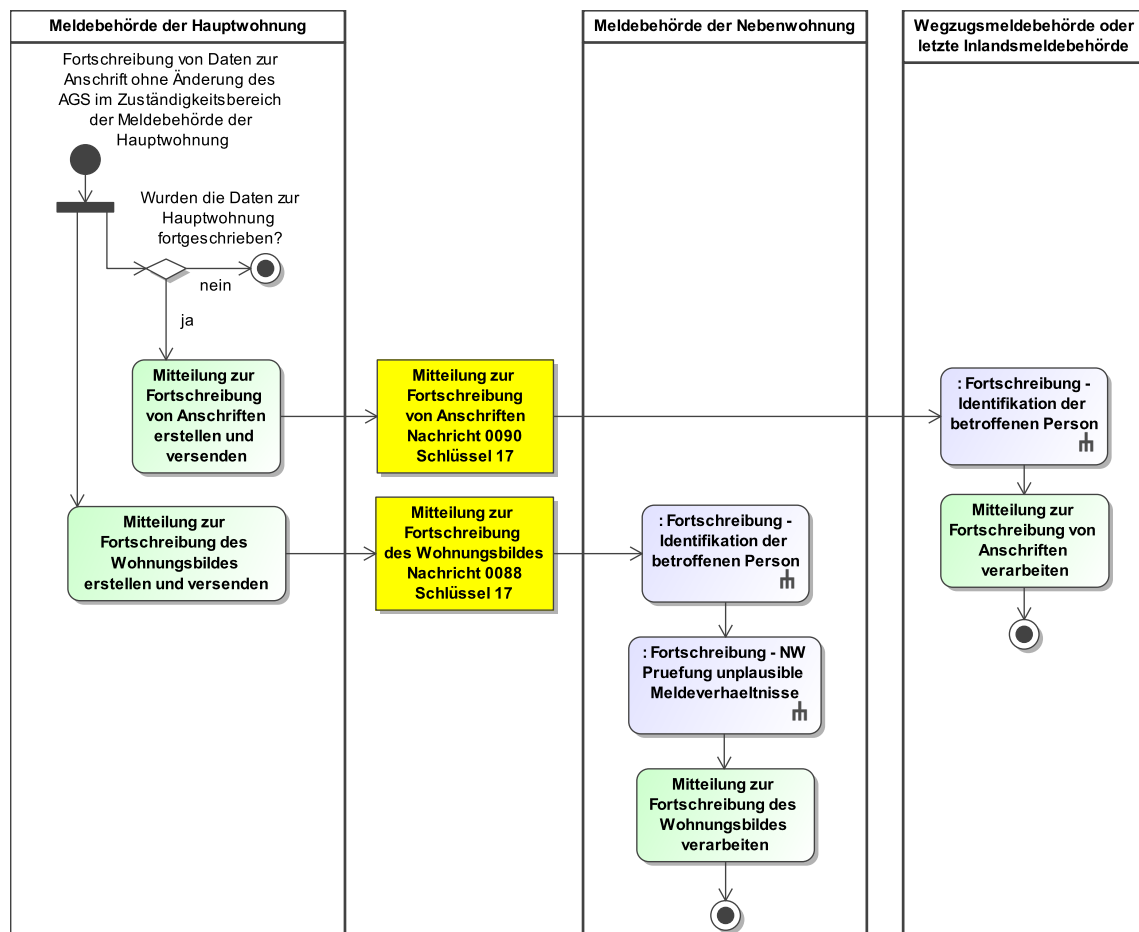 Meldebehörde der Hauptwohnung
Meldebehörde der Nebenwohnung
Wegzugsmeldebehörde oder
letzte Inlandsmeldebehörde
Fortschreibung von Daten zur
Anschrift ohne Änderung des
AGS im Zuständigkeitsbereich
der Meldebehörde der
Hauptwohnung
Wurden die Daten zur
Hauptwohnung
fortgeschrieben?
nein
ja
Mitteilung zur
Fortschreibung
von Anschriften
erstellen und
versenden
Mitteilung zur
Fortschreibung
von Anschriften
Nachricht 0090
Schlüssel 17
: Fortschreibung -
Identifikation der
betroffenen Person
Mitteilung zur
Fortschreibung von
Anschriften
verarbeiten
Mitteilung zur
Fortschreibung des
Wohnungsbildes
erstellen und versenden
Mitteilung zur
Fortschreibung
des Wohnungsbildes
Nachricht 0088
Schlüssel 17
: Fortschreibung -
Identifikation der
betroffenen Person
: Fortschreibung - NW
Pruefung unplausible
Meldeverhaeltnisse
Mitteilung zur
Fortschreibung des
Wohnungsbildes
verarbeiten